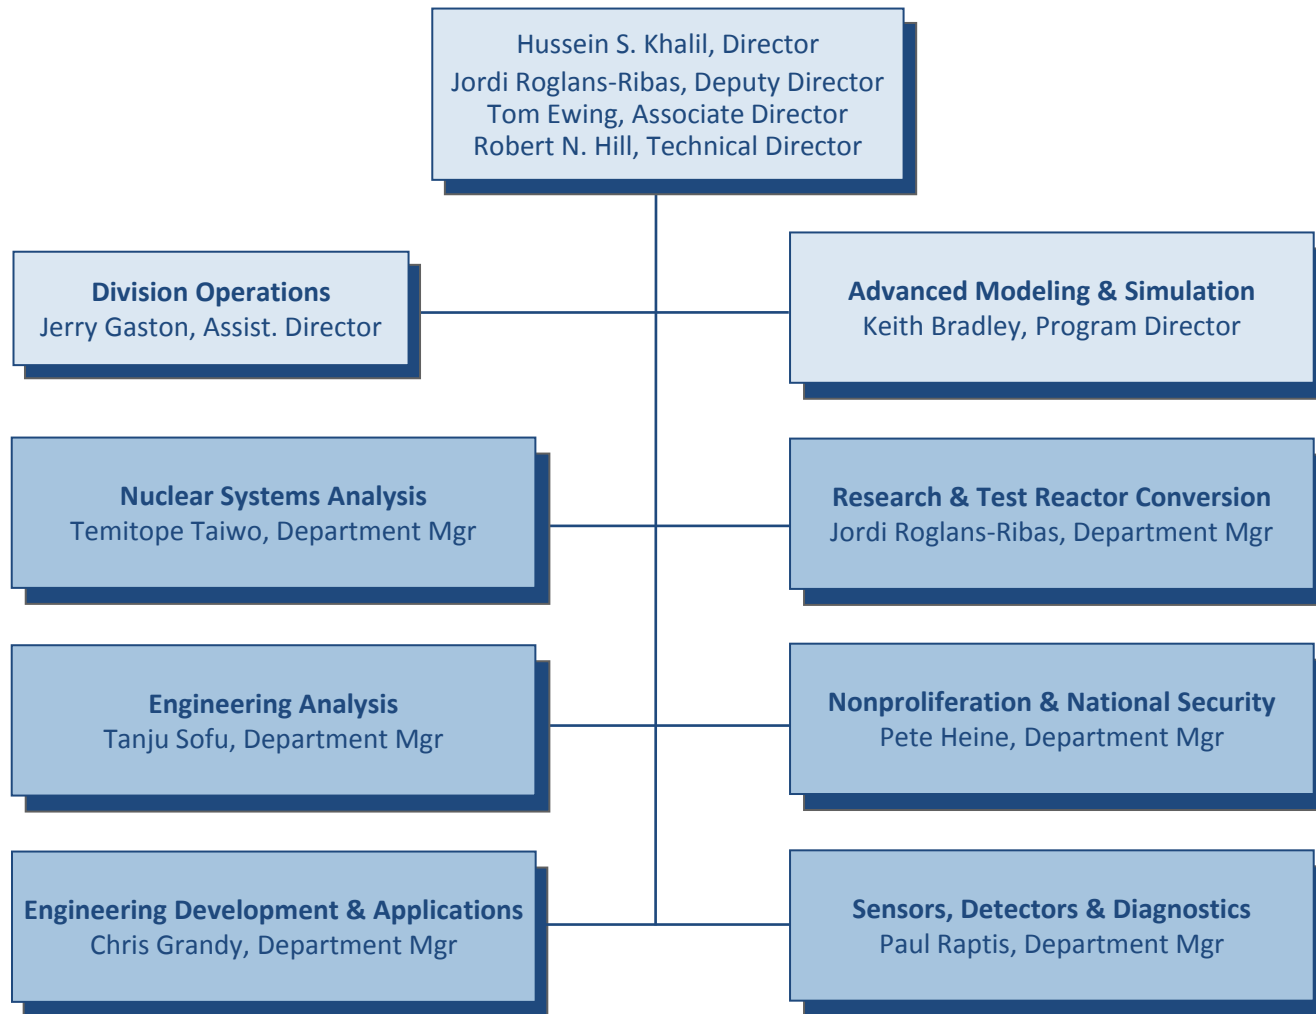 Hussein S. Khalil, Director
Jordi Roglans-Ribas, Deputy Director
Tom Ewing, Associate Director
Robert N. Hill, Technical Director
Division Operations
Jerry Gaston, Assist. Director
Advanced Modeling & Simulation
Keith Bradley, Program Director
Nuclear Systems Analysis
Temitope Taiwo, Department Mgr
Research & Test Reactor Conversion
Jordi Roglans-Ribas, Department Mgr
Engineering Analysis
Tanju Sofu, Department Mgr
Nonproliferation & National Security
Pete Heine, Department Mgr
Engineering Development & Applications
Chris Grandy, Department Mgr
Sensors, Detectors & Diagnostics
Paul Raptis, Department Mgr